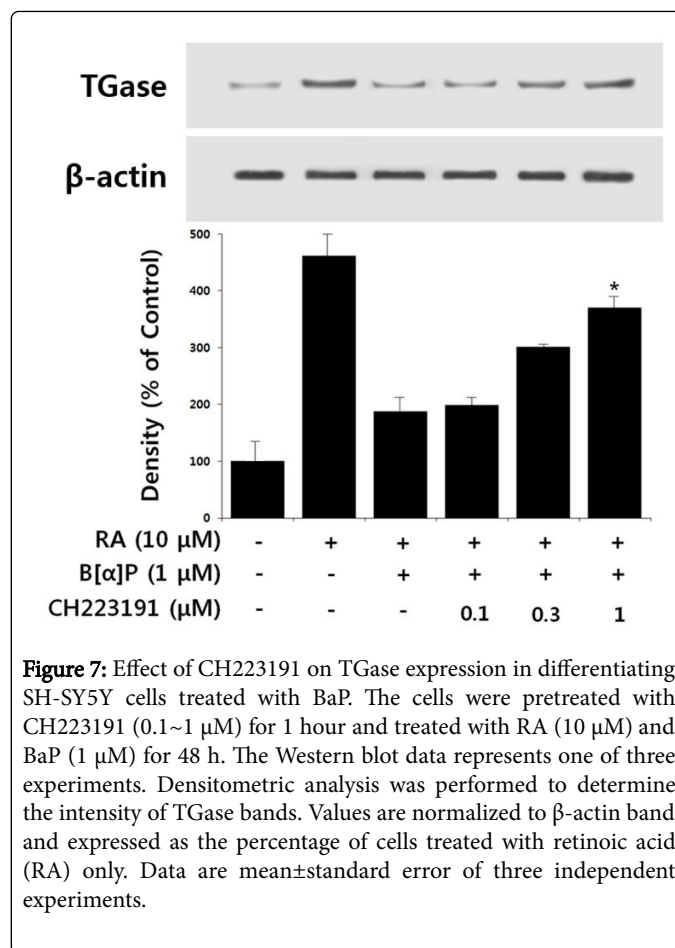 TGase
β-actin
Density (% of Control)
500
400
300
200
100
0
*
RA (10 μM) - + + + + +
B[α]P (1 μM) - - + + + +
CH223191 (μM) - - - 0.1 0.3 1
Figure 7: Effect of CH223191 on TGase expression in differentiating
SH-SY5Y cells treated with BaP. The cells were pretreated with
CH223191 (0.1~1 μM) for 1 hour and treated with RA (10 μM) and
BaP (1 μM) for 48 h. The Western blot data represents one of three
experiments. Densitometric analysis was performed to determine
the intensity of TGase bands. Values are normalized to β-actin band
and expressed as the percentage of cells treated with retinoic acid
(RA) only. Data are mean±standard error of three independent
experiments.